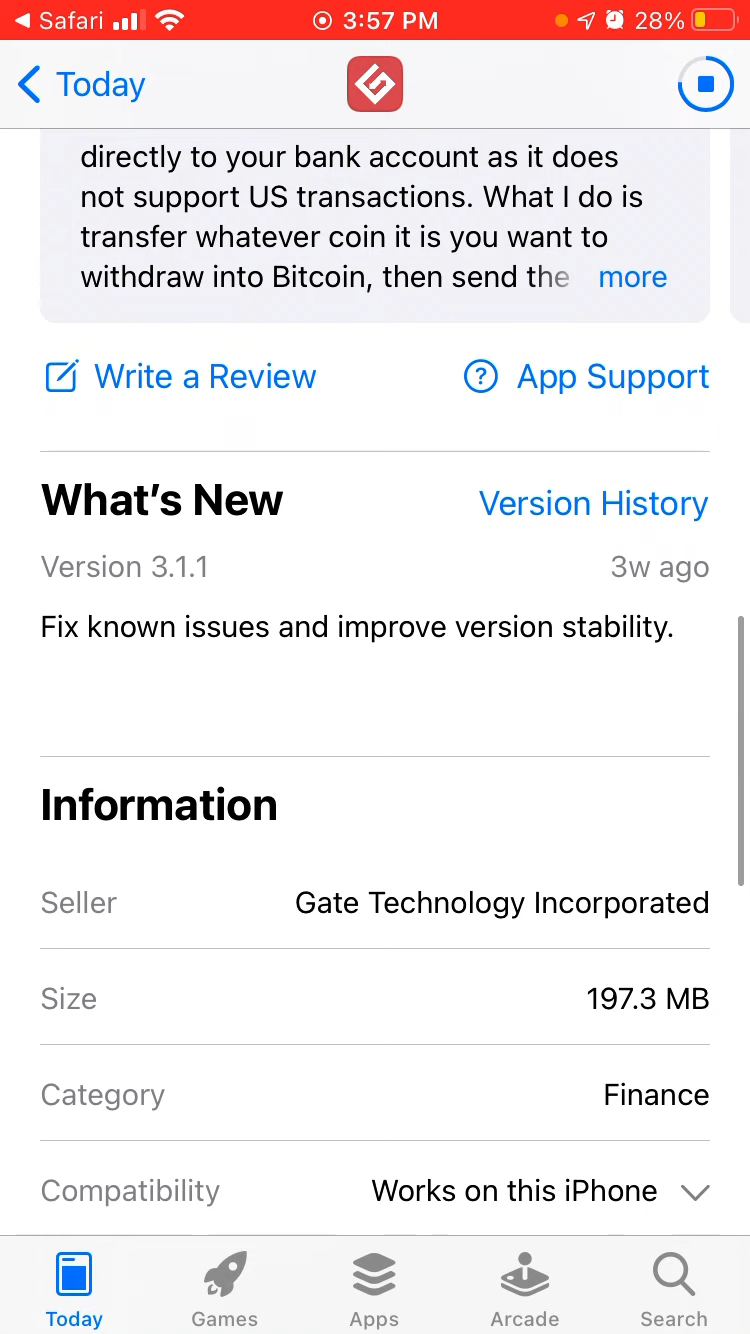 Safari 3:57 PM 28%
Today
directly to your bank account as it does
not support US transactions. What I do is
transfer whatever coin it is you want to
withdraw into Bitcoin, then send the more
Write a Review App Support
What's New Version History
Version 3.1.1 3w ago
Fix known issues and improve version stability.
Information
Seller Gate Technology Incorporated
Size 197.3 MB
Category Finance
Compatibility Works on this iPhone
Today Games Apps Arcade Search